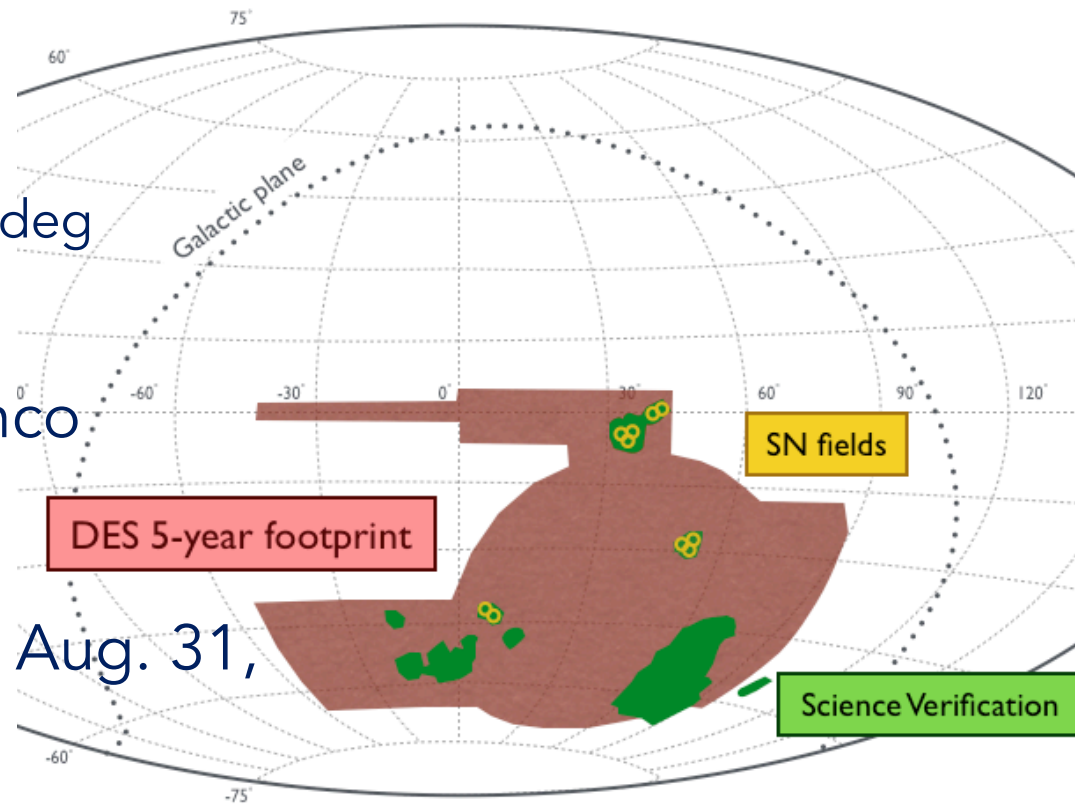 75°
60°
Galactic plane
deg
0°
-60°
-30°
0°
30°
60°
90°
120°
nco
SN fields
DES 5-year footprint
Aug. 31,
Science Verification
-60°
-75°